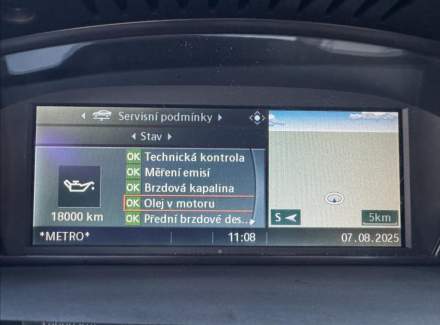 Servisní podmínky
Stav
OK Technická kontrola
OK Měření emisí
OK Brzdová kapalina
OK Olej v motoru
OK Přední brzdové des...
18000 km
S
5km
*METRO*
11:08
07.08.2025